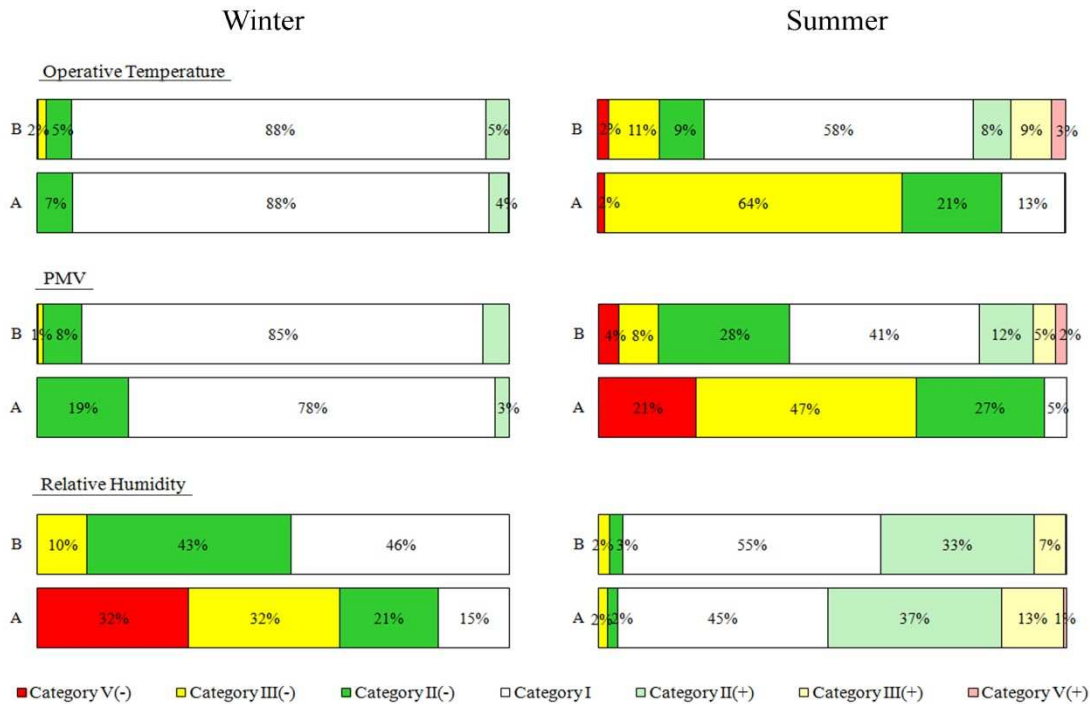 Winter Summer
Operative Temperature
B 2% 5% 88% 5% B 2% 11% 9% 58% 8% 9% 3%
A 7% 88% 4% A 2% 64% 21% 13%
PMV
B 1% 8% 85% B 4% 8% 28% 41% 12% 5% 2%
A 19% 78% 3% A 21% 47% 27% 5%
Relative Humidity
B 10% 43% 46% B 2% 3% 55% 33% 7%
A 32% 32% 21% 15% A 2% 2% 45% 37% 13% 1%
Category V(-) Category III(-) Category II(-) Category I Category II(+) Category III(+) Category V(+)